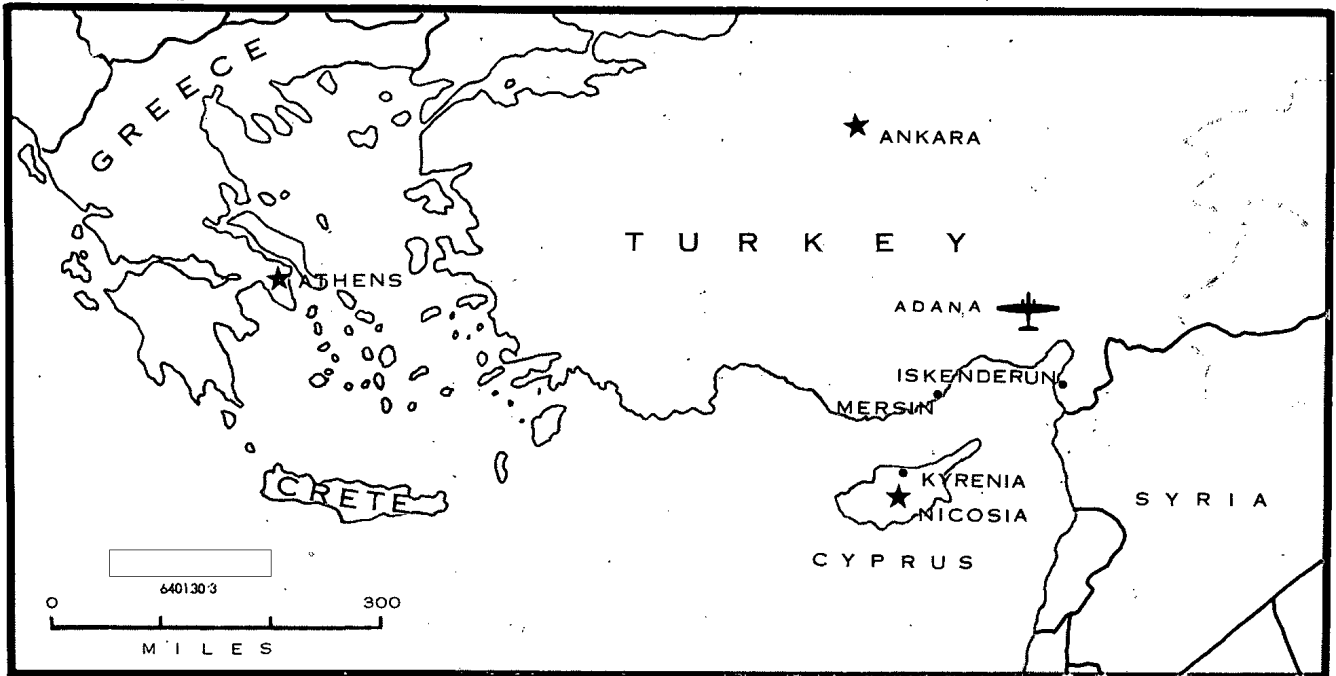 GREECE
ANKARA
TURKEY
ATHENS
ADANA
ISKENDERUN
MERSIN
CRETE
KYRENIA
NICOSIA
SYRIA
CYPRUS
640130 3
0 300
MILES